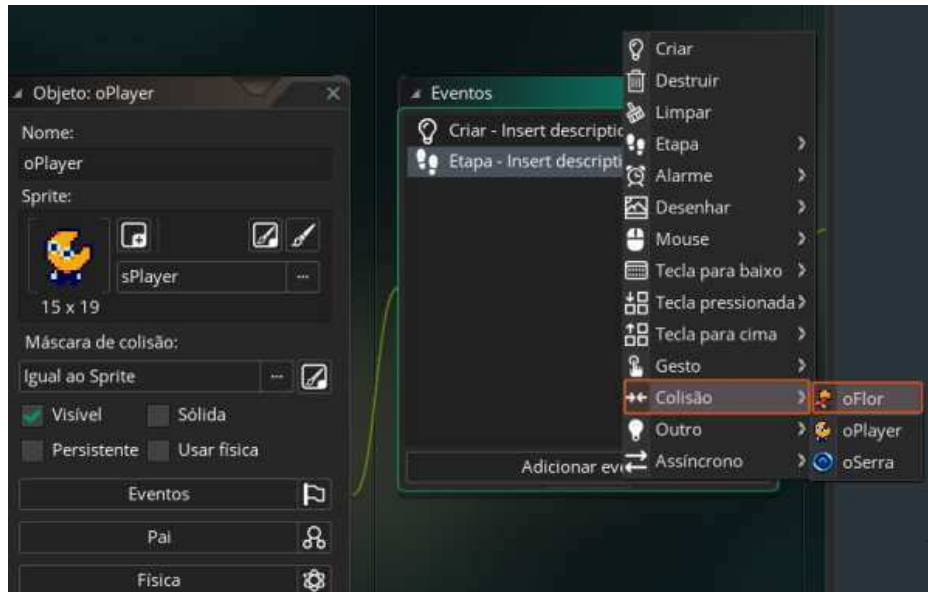 Objeto: oPlayer
Nome:
oPlayer
Sprite:
sPlayer
15 x 19
Máscara de colisão:
Igual ao Sprite
Visível
Sólida
Persistente
Usar física
Eventos
Pai
Física
Eventos
Criar - Insert descriptic
Etapa - Insert descripti
Adicionar eve
Criar
Destruir
Limpar
Etapa
Alarme
Desenhar
Mouse
Tecla para baixo
Tecla pressionada
Tecla para cima
Gesto
Colisão
Outro
Assíncrono
oFlor
oPlayer
oSerra